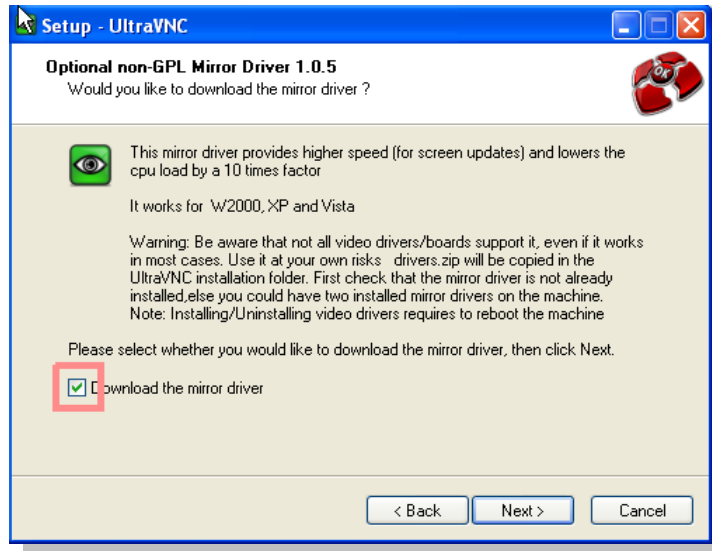 Setup - UltraVNC
Optional non-GPL Mirror Driver 1.0.5
Would you like to download the mirror driver ?
OK
This mirror driver provides higher speed (for screen updates) and lowers the
cpu load by a 10 times factor
It works for W2000, XP and Vista
Warning: Be aware that not all video drivers/boards support it, even if it works
in most cases. Use it at your own risks   drivers.zip will be copied in the
UltraVNC installation folder. First check that the mirror driver is not already
installed,else you could have two installed mirror drivers on the machine.
Note: Installing/Uninstalling video drivers requires to reboot the machine
Please select whether you would like to download the mirror driver, then click Next.
Download the mirror driver
< Back Next > Cancel